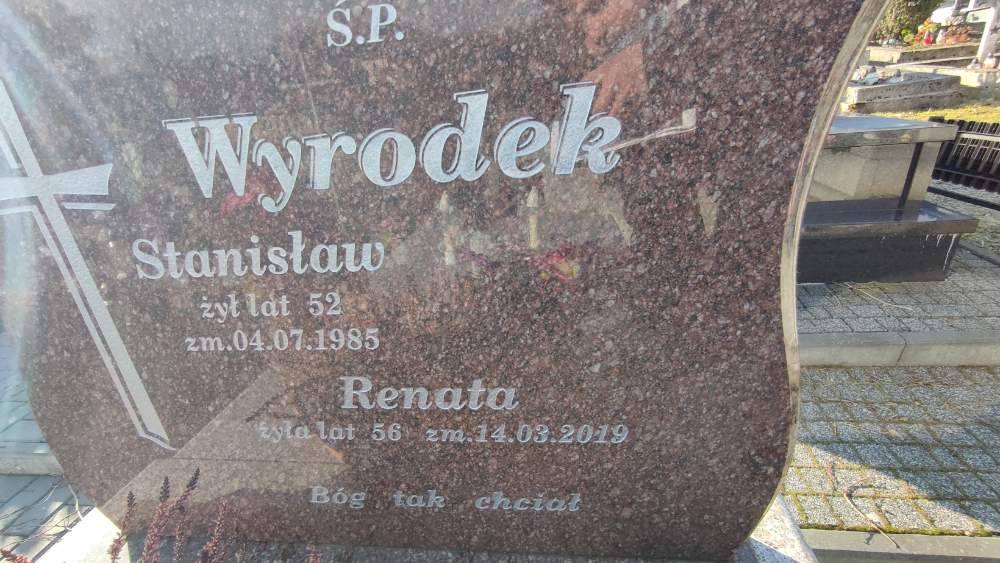 Ś.P.
Wyrodek
Stanisław
żył lat 52
zm.04.07.1985
Renata
żyła lat 56 zm.14.03.2019
Bóg tak chciał